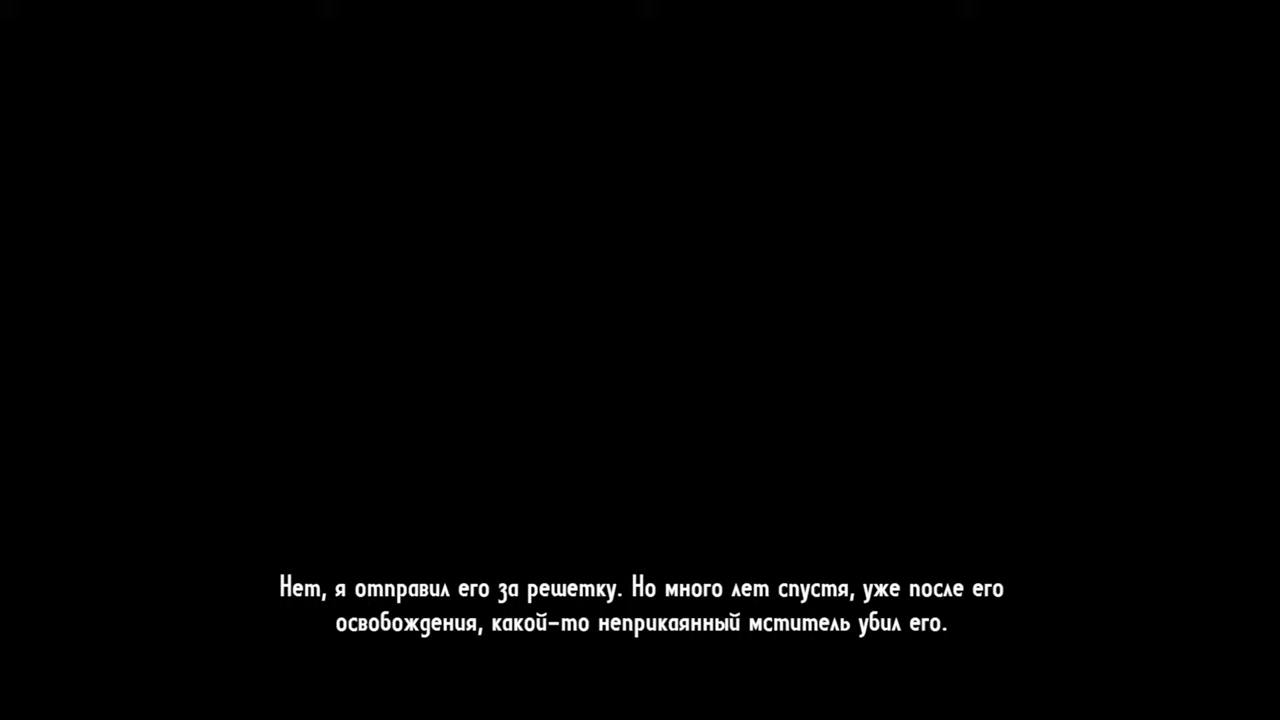 Нет, я отправил его за решетку. Но много лет спустя, уже после его
освобождения, какой-то неприкаянный мститель убил его.